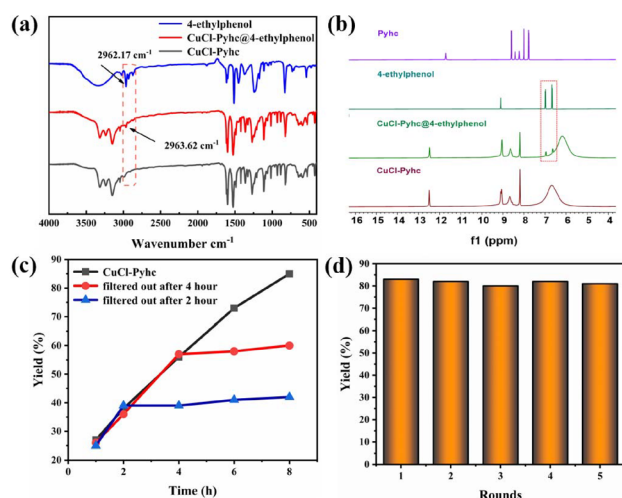 (a)
4-ethylphenol
CuCl-Pyhc@4-ethylphenol
CuCl-Pyhc
2962.17 cm⁻¹
2963.62 cm⁻¹
4000 3500 3000 2500 2000 1500 1000 500
Wavenumber cm⁻¹
(b)
Pyhc
4-ethylphenol
CuCl-Pyhc@4-ethylphenol
CuCl-Pyhc
16 15 14 13 12 11 10 9 8 7 6 5 4
f1 (ppm)
(c)
CuCl-Pyhc
filtered out after 4 hour
filtered out after 2 hour
Yield (%)
90
80
70
60
50
40
30
20
0 2 4 6 8
Time (h)
(d)
Yield (%)
90
80
70
60
50
40
30
20
10
0
1 2 3 4 5
Rounds